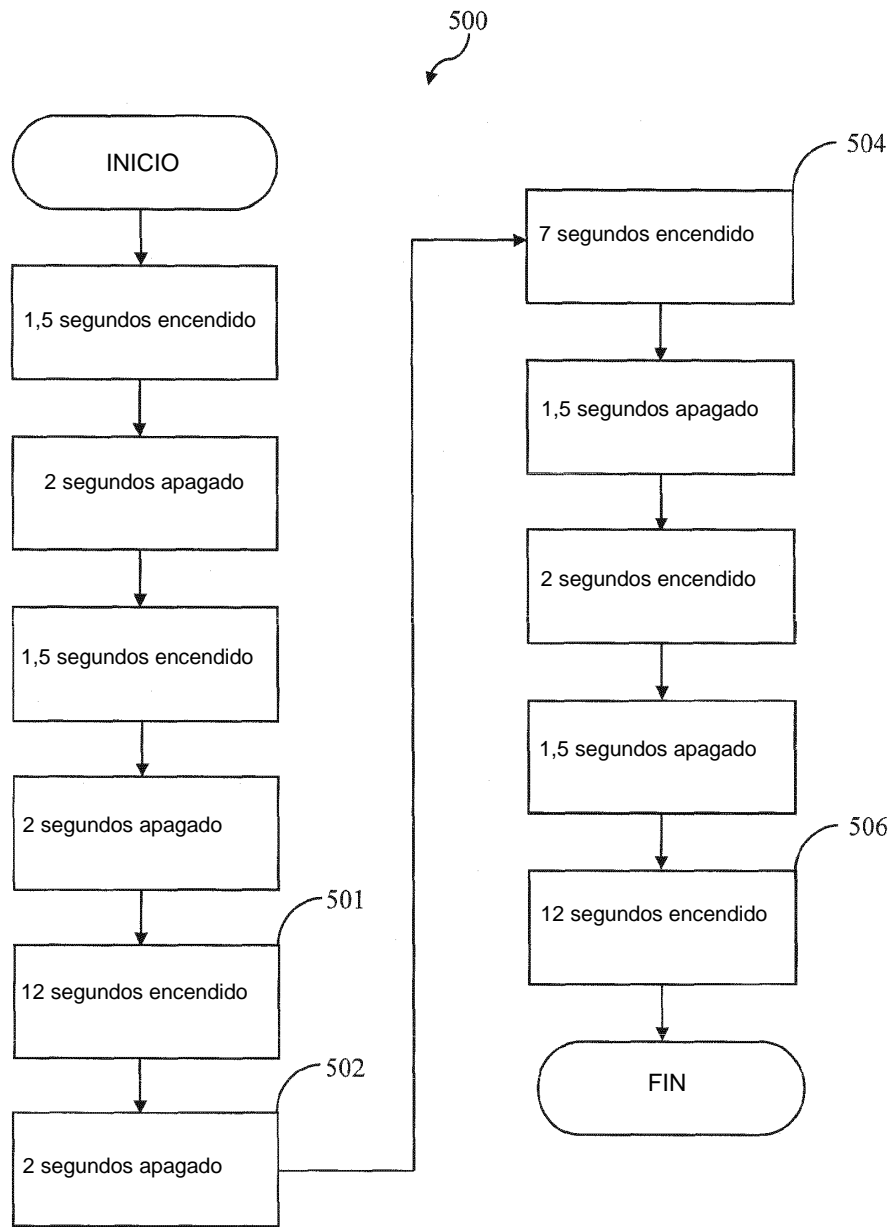 500
INICIO
1,5 segundos encendido
2 segundos apagado
1,5 segundos encendido
2 segundos apagado
501
12 segundos encendido
502
2 segundos apagado
504
7 segundos encendido
1,5 segundos apagado
2 segundos encendido
1,5 segundos apagado
506
12 segundos encendido
FIN